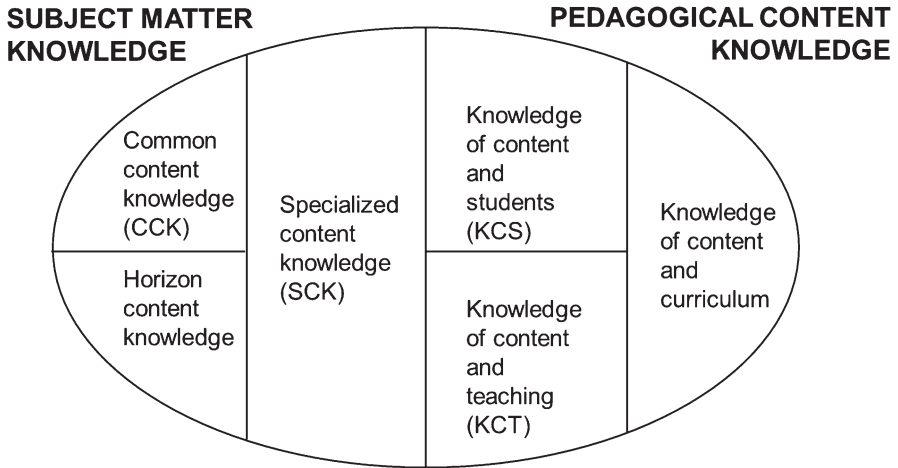 SUBJECT MATTER
KNOWLEDGE
PEDAGOGICAL CONTENT
KNOWLEDGE
Common
content
knowledge
(CCK)
Horizon
content
knowledge
Specialized
content
knowledge
(SCK)
Knowledge
of content
and
students
(KCS)
Knowledge
of content
and
teaching
(KCT)
Knowledge
of content
and
curriculum